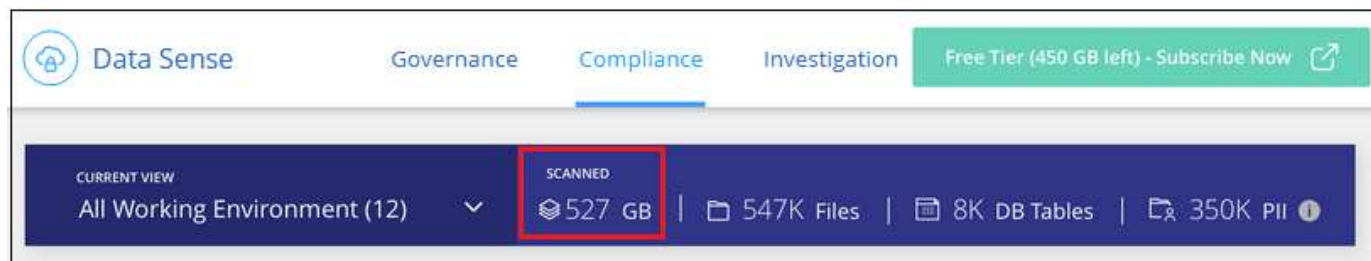 Data Sense Governance Compliance Investigation Free Tier (450 GB left) - Subscribe Now
CURRENT VIEW
All Working Environment (12)
SCANNED
527 GB | 547K Files | 8K DB Tables | 350K PII